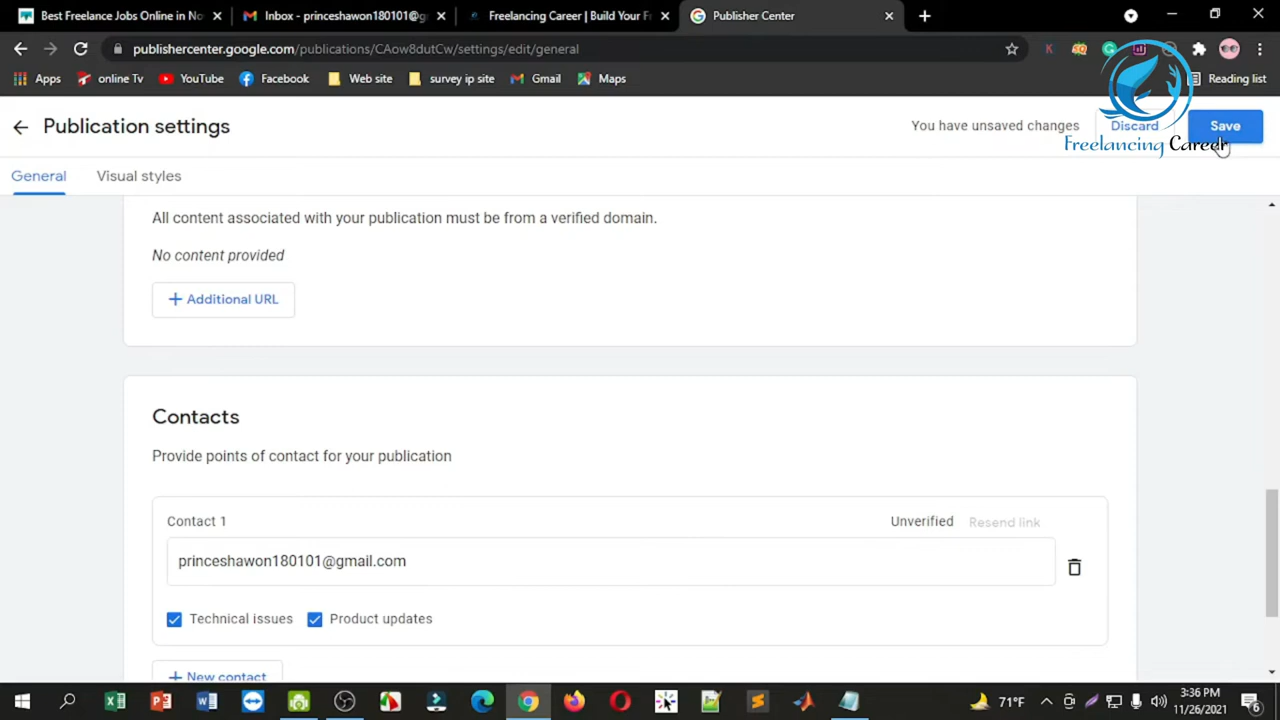 Best Freelance Jobs Online in No
Inbox - princeshawon180101@g
Freelancing Career | Build Your F
Publisher Center
publishercenter.google.com/publications/CAow8dutCw/settings/edit/general
Apps
online Tv
YouTube
Facebook
Web site
survey ip site
Gmail
Maps
Reading list
Publication settings
You have unsaved changes
Discard
Save
Freelancing Career
General
Visual styles
All content associated with your publication must be from a verified domain.
No content provided
+ Additional URL
Contacts
Provide points of contact for your publication
Contact 1
Unverified
Resend link
princeshawon180101@gmail.com
Technical issues
Product updates
+ New contact
71°F
3:36 PM
11/26/2021
6